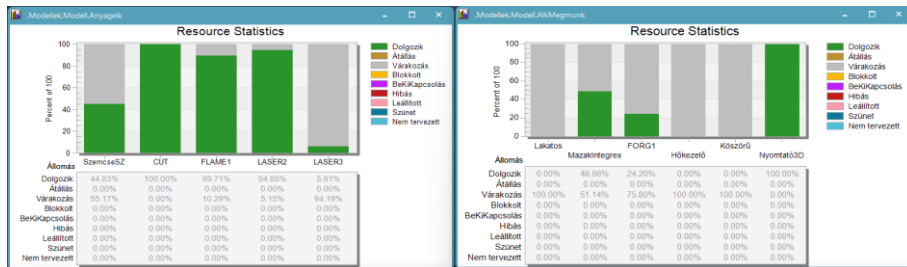 .Modellek.Modell.Anyagelk
Resource Statistics
Percent of 100
100
80
60
40
20
0
Dolgozik
Átállás
Várakozás
Blokkolt
BeKiKapcsolás
Hibás
Leállított
Szünet
Nem tervezett
Állomás SzemcseSZ CÚT FLAME1 LASER2 LASER3
Dolgozik 44.83% 100.00% 89.71% 94.85% 5.81%
Átállás 0.00% 0.00% 0.00% 0.00% 0.00%
Várakozás 55.17% 0.00% 10.29% 5.15% 94.19%
Blokkolt 0.00% 0.00% 0.00% 0.00% 0.00%
BeKiKapcsolás 0.00% 0.00% 0.00% 0.00% 0.00%
Hibás 0.00% 0.00% 0.00% 0.00% 0.00%
Leállított 0.00% 0.00% 0.00% 0.00% 0.00%
Szünet 0.00% 0.00% 0.00% 0.00% 0.00%
Nem tervezett 0.00% 0.00% 0.00% 0.00% 0.00%
.Modellek.Modell.AlkMegmunk
Resource Statistics
Percent of 100
100
80
60
40
20
0
Dolgozik
Átállás
Várakozás
Blokkolt
BeKiKapcsolás
Hibás
Leállított
Szünet
Nem tervezett
Lakatos FORG1 Köszörű
MazakIntegrex Hőkezelő Nyomtató3D
Állomás
Dolgozik 0.00% 48.86% 24.20% 0.00% 0.00% 100.00%
Átállás 0.00% 0.00% 0.00% 0.00% 0.00% 0.00%
Várakozás 100.00% 51.14% 75.80% 100.00% 100.00% 0.00%
Blokkolt 0.00% 0.00% 0.00% 0.00% 0.00% 0.00%
BeKiKapcsolás 0.00% 0.00% 0.00% 0.00% 0.00% 0.00%
Hibás 0.00% 0.00% 0.00% 0.00% 0.00% 0.00%
Leállított 0.00% 0.00% 0.00% 0.00% 0.00% 0.00%
Szünet 0.00% 0.00% 0.00% 0.00% 0.00% 0.00%
Nem tervezett 0.00% 0.00% 0.00% 0.00% 0.00% 0.00%